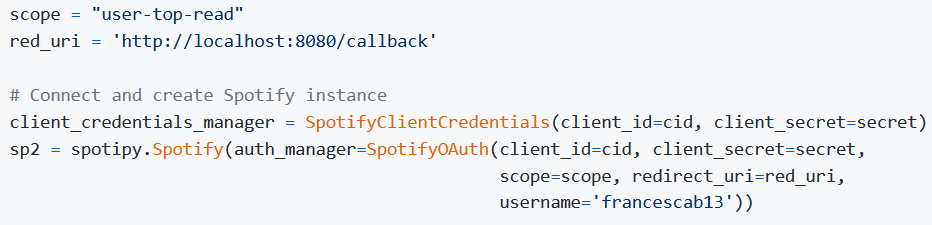 scope = "user-top-read"
red_uri = 'http://localhost:8080/callback'
# Connect and create Spotify instance
client_credentials_manager = SpotifyClientCredentials(client_id=cid, client_secret=secret)
sp2 = spotipy.Spotify(auth_manager=SpotifyOAuth(client_id=cid, client_secret=secret,
scope=scope, redirect_uri=red_uri,
username='francescab13'))